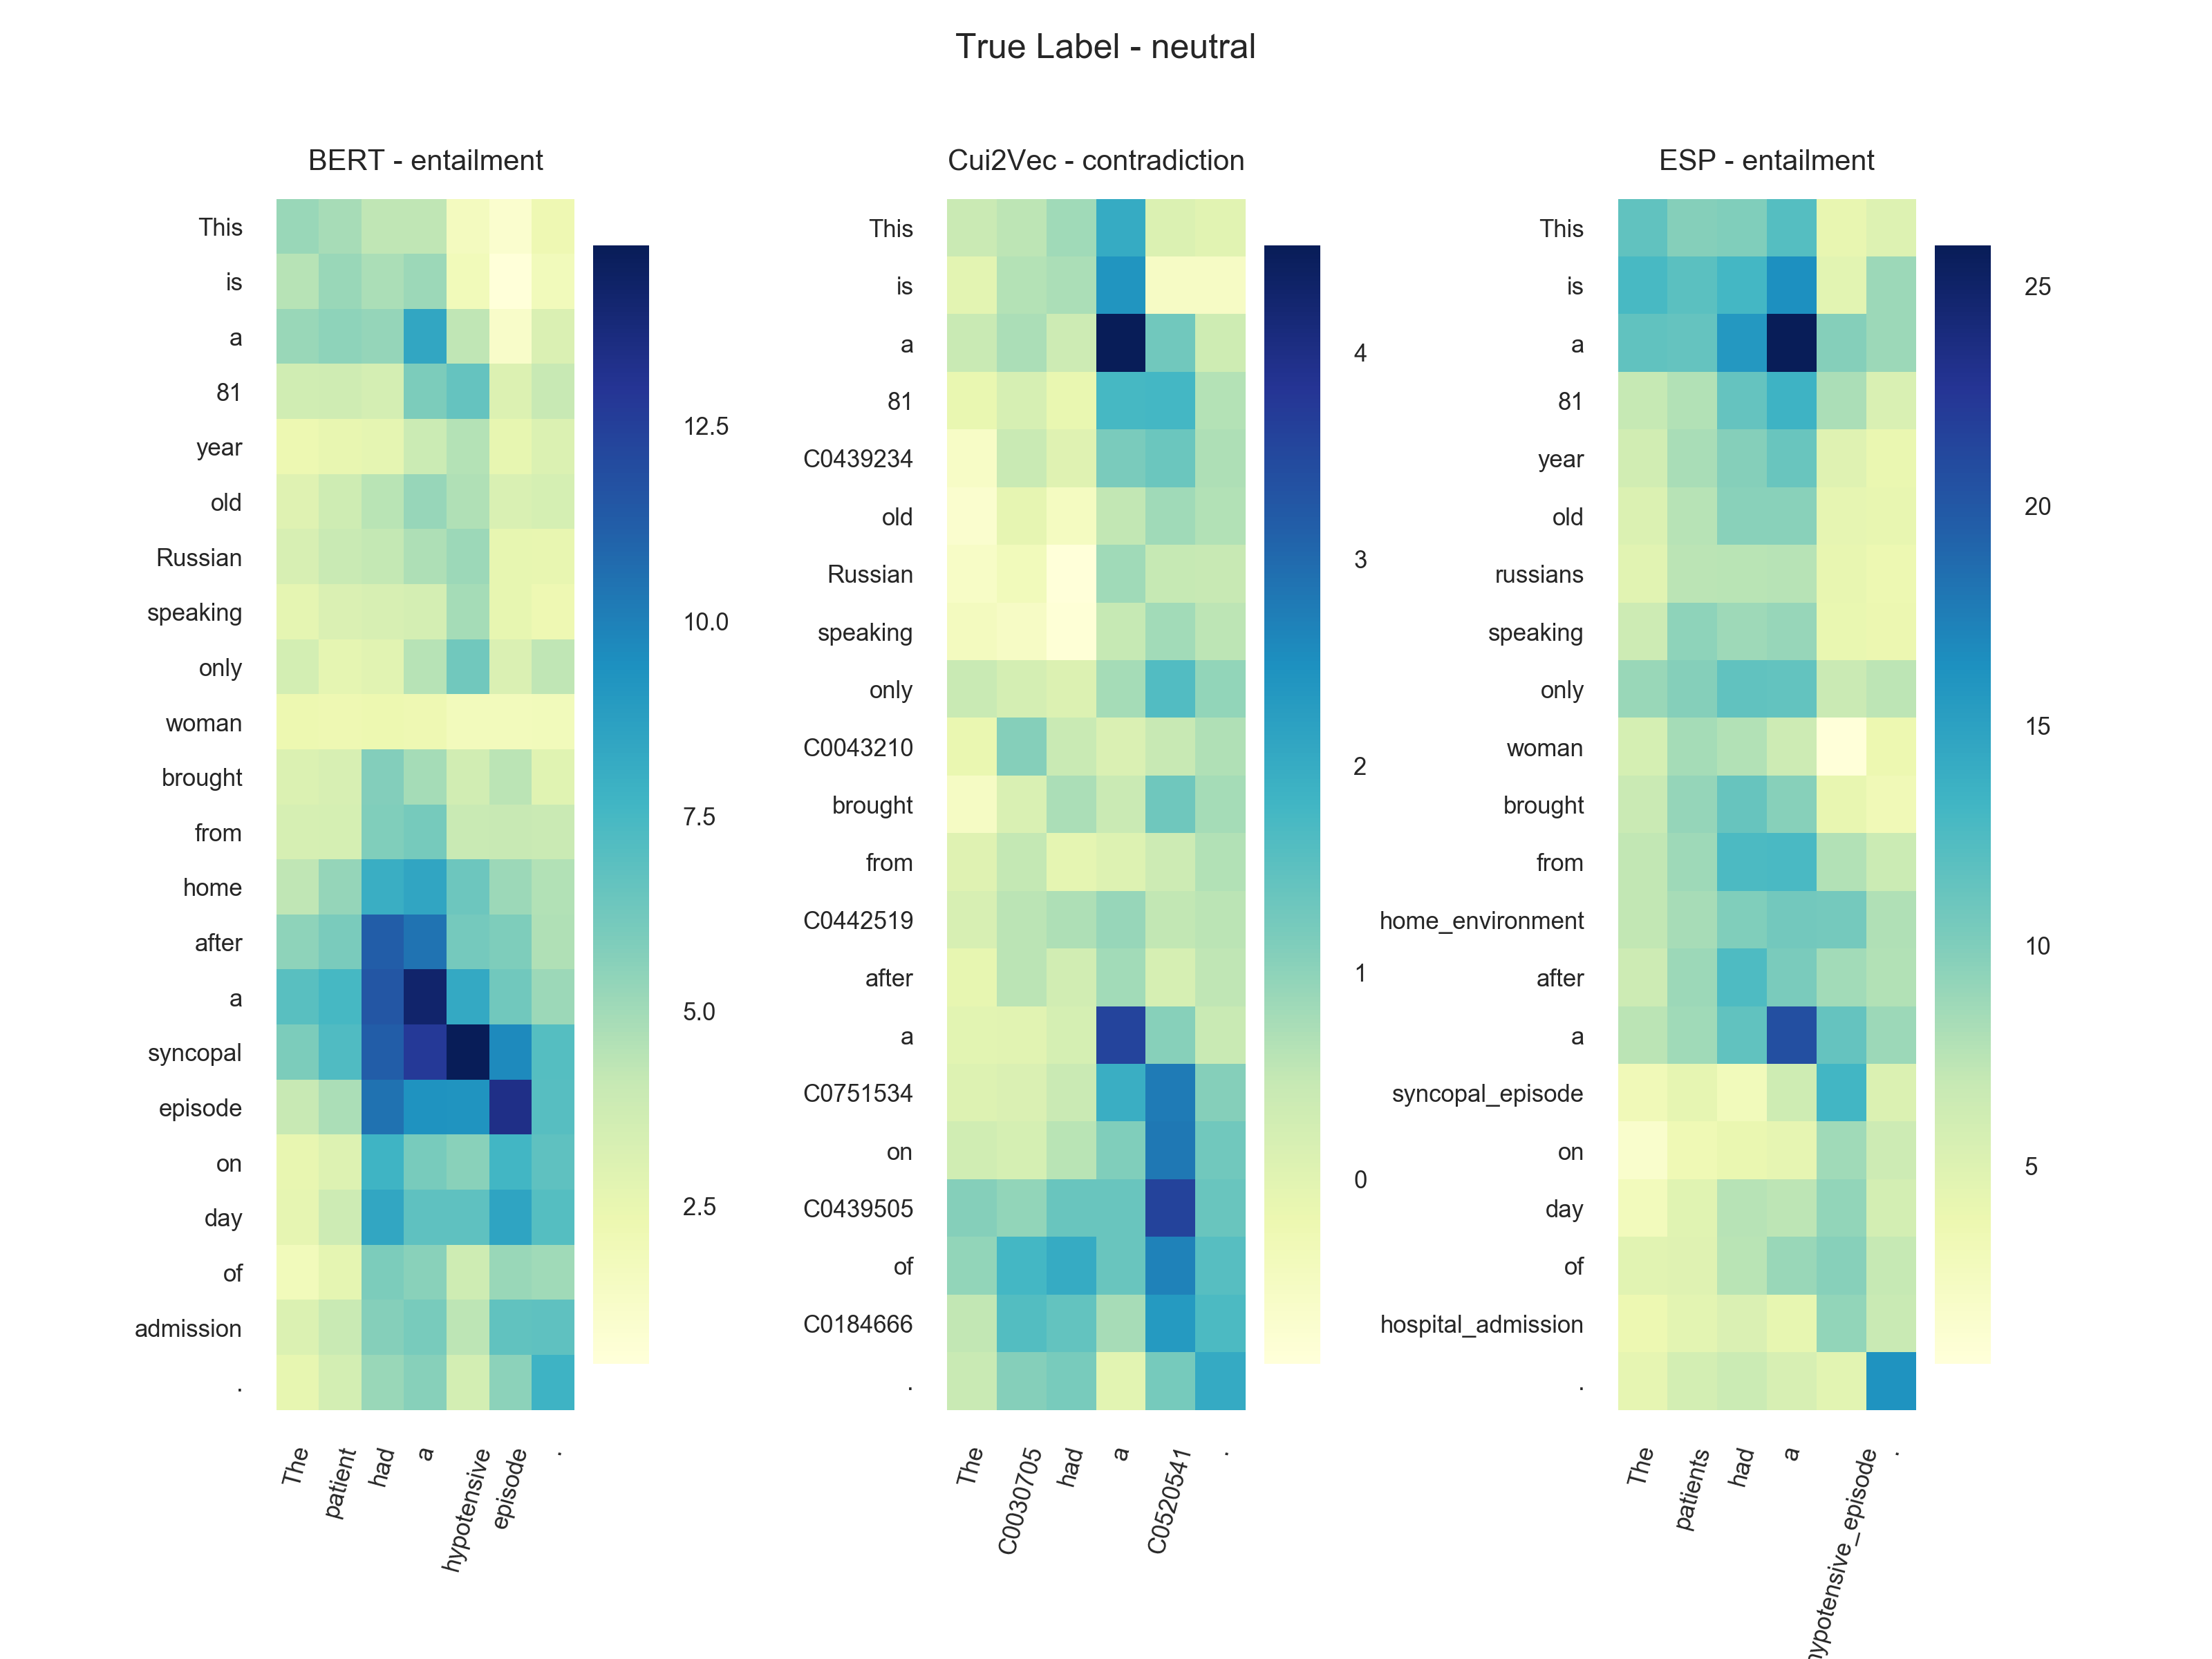 True Label - neutral
BERT - entailment
This
is
a
81
year
old
Russian
speaking
only
woman
brought
from
home
after
a
syncopal
episode
on
day
of
admission
.
The
patient
had
a
hypotensive
episode
.
12.5
10.0
7.5
5.0
2.5
Cui2Vec - contradiction
This
is
a
81
C0439234
old
Russian
speaking
only
C0043210
brought
from
C0442519
after
a
C0751534
on
C0439505
of
C0184666
.
The
C0030705
had
a
C0520541
.
4
3
2
1
0
ESP - entailment
This
is
a
81
year
old
russians
speaking
only
woman
brought
from
home_environment
after
a
syncopal_episode
on
day
of
hospital_admission
.
The
patients
had
a
hypotensive_episode
.
25
20
15
10
5